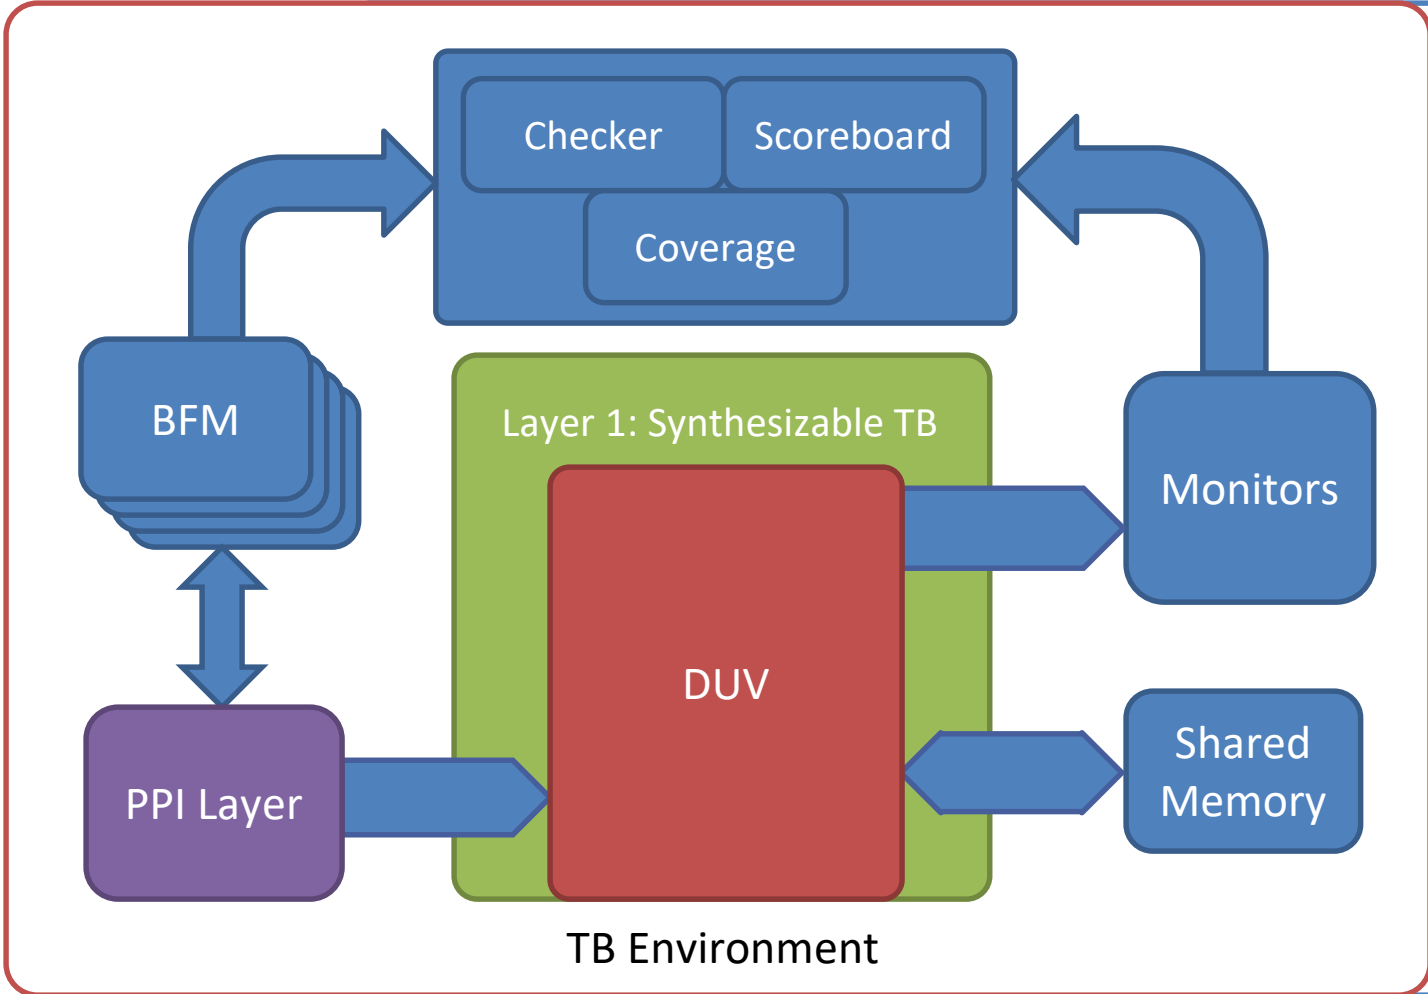 Checker
Scoreboard
Coverage
BFM
Layer 1: Synthesizable TB
Monitors
DUV
PPI Layer
Shared
Memory
TB Environment